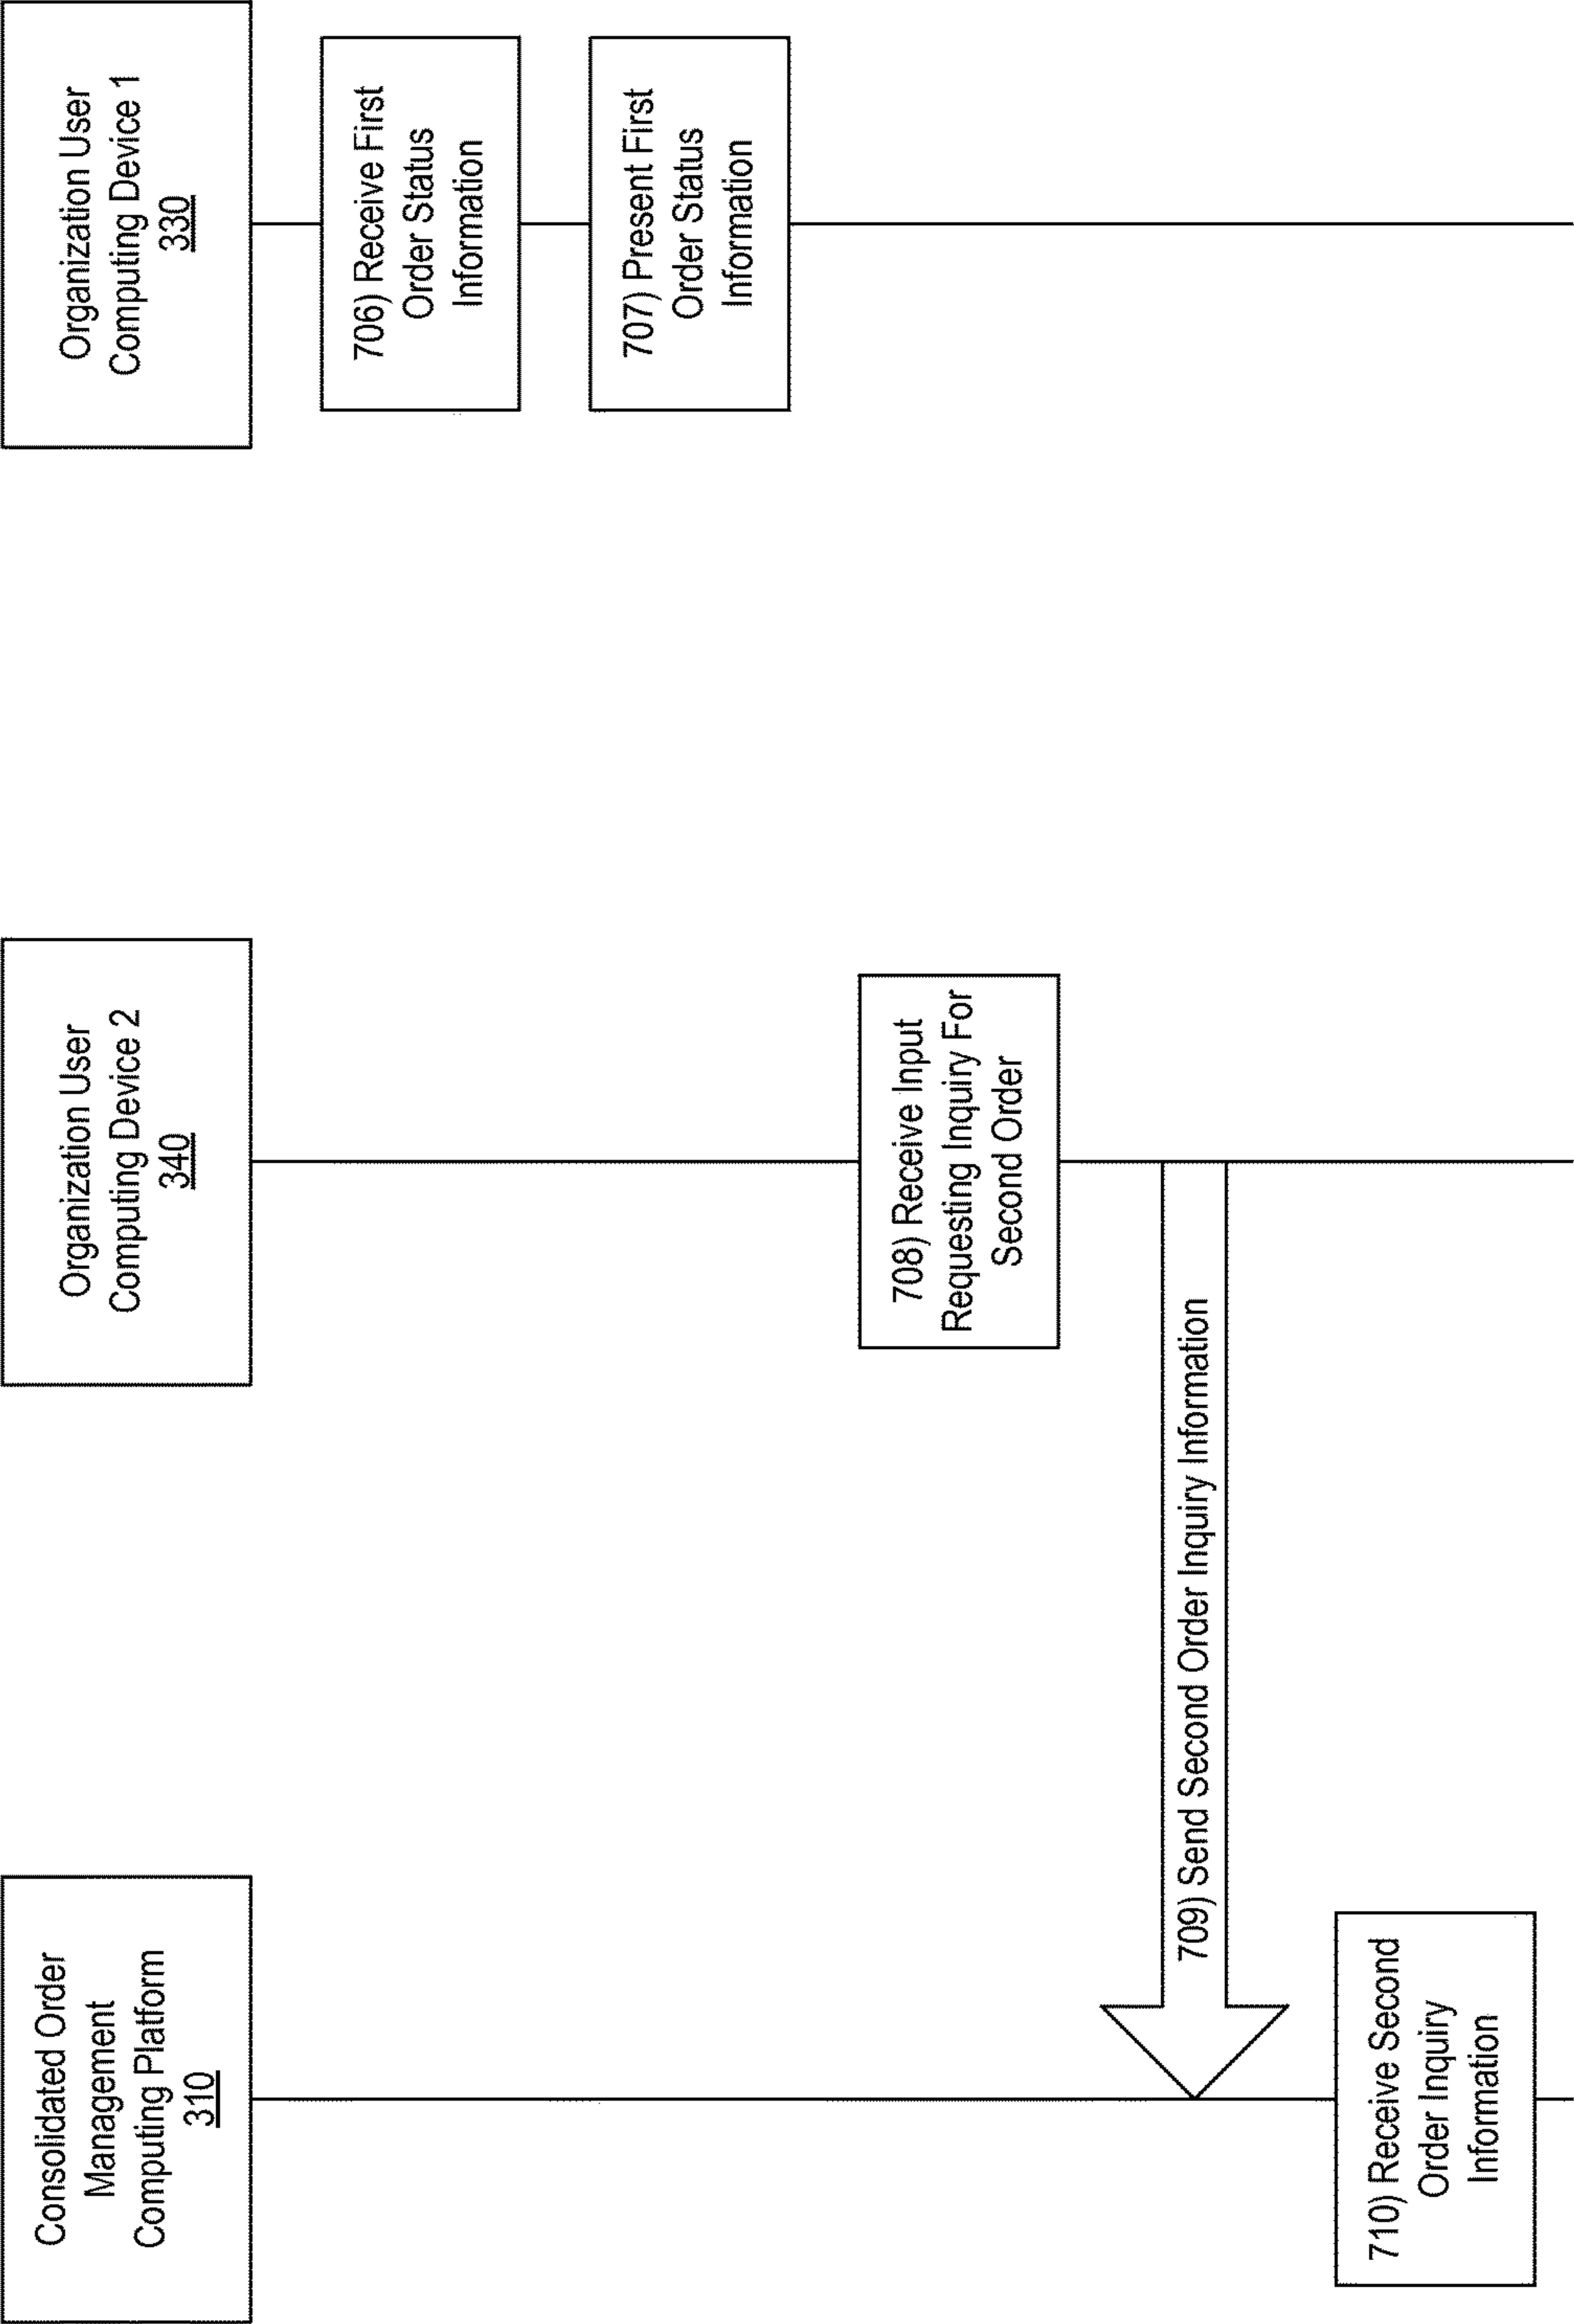 Consolidated Order
Management
Computing Platform
310
Organization User
Computing Device 2
340
Organization User
Computing Device 1
330
706) Receive First
Order Status
Information
707) Present First
Order Status
Information
708) Receive Input
Requesting Inquiry For
Second Order
709) Send Second Order Inquiry Information
710) Receive Second
Order Inquiry
Information